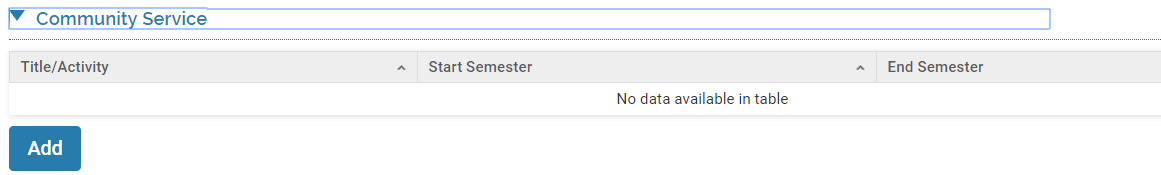 Community Service
Title/Activity Start Semester End Semester
No data available in table
Add